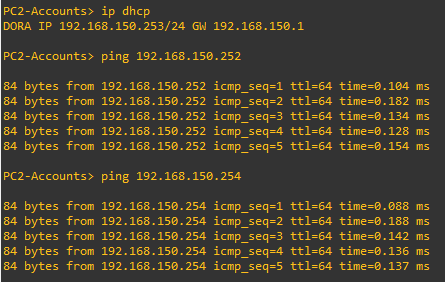 PC2-Accounts> ip dhcp
DORA IP 192.168.150.253/24 GW 192.168.150.1
PC2-Accounts> ping 192.168.150.252
84 bytes from 192.168.150.252 icmp_seq=1 ttl=64 time=0.104 ms
84 bytes from 192.168.150.252 icmp_seq=2 ttl=64 time=0.182 ms
84 bytes from 192.168.150.252 icmp_seq=3 ttl=64 time=0.134 ms
84 bytes from 192.168.150.252 icmp_seq=4 ttl=64 time=0.128 ms
84 bytes from 192.168.150.252 icmp_seq=5 ttl=64 time=0.154 ms
PC2-Accounts> ping 192.168.150.254
84 bytes from 192.168.150.254 icmp_seq=1 ttl=64 time=0.088 ms
84 bytes from 192.168.150.254 icmp_seq=2 ttl=64 time=0.188 ms
84 bytes from 192.168.150.254 icmp_seq=3 ttl=64 time=0.142 ms
84 bytes from 192.168.150.254 icmp_seq=4 ttl=64 time=0.136 ms
84 bytes from 192.168.150.254 icmp_seq=5 ttl=64 time=0.137 ms